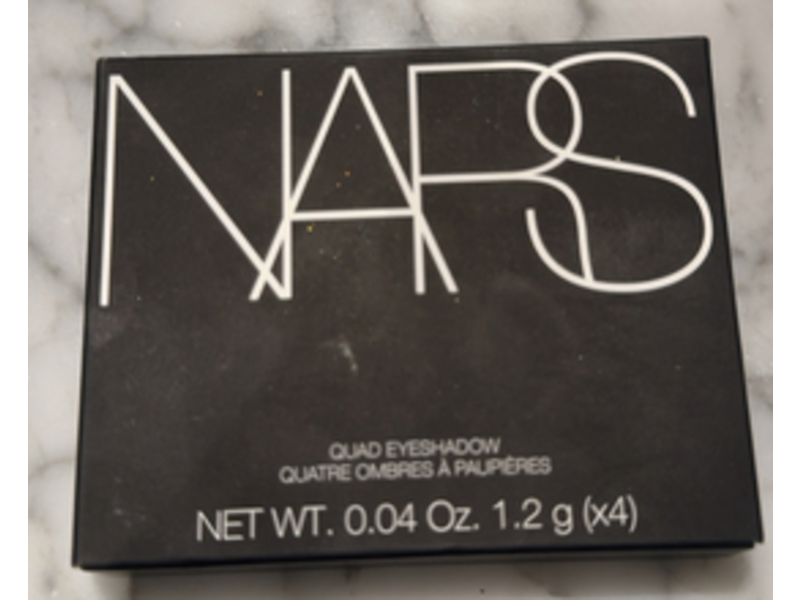 NARS
QUAD EYESHADOW
QUATRE OMBRES À PAUPIÈRES
NET WT. 0.04 Oz. 1.2 g (x4)